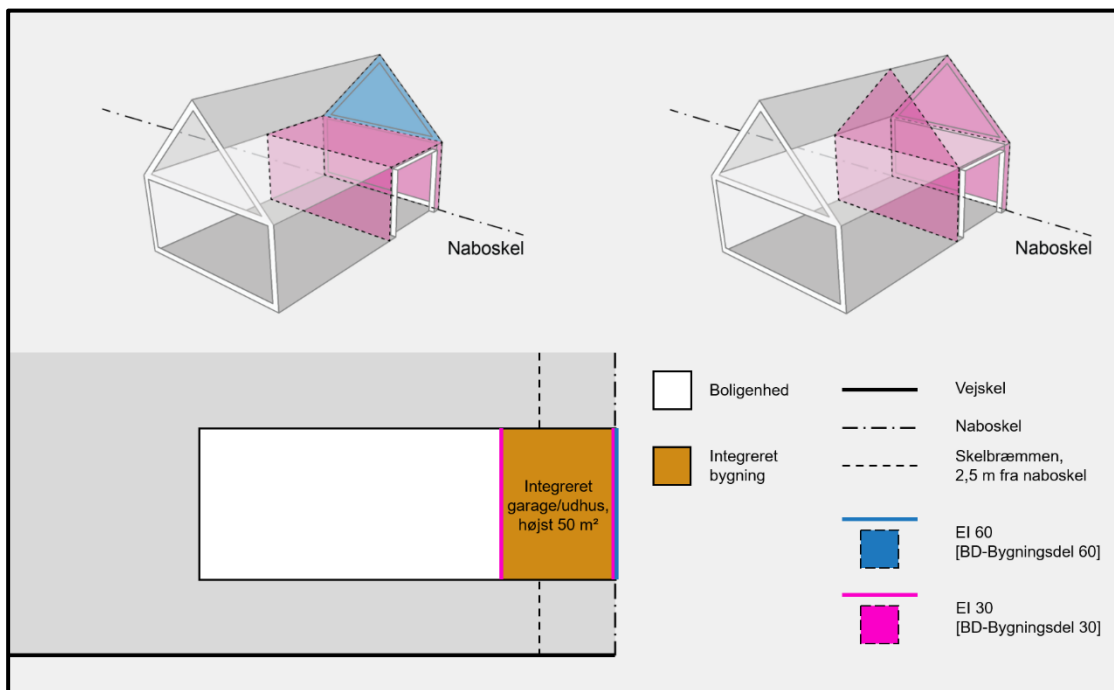 Naboskel
Naboskel
Boligenhed
Integreret
bygning
Integreret
garage/udhus,
højst 50 m²
Vejskel
Naboskel
Skelbræmmen,
2,5 m fra naboskel
EI 60
[BD-Bygningsdel 60]
EI 30
[BD-Bygningsdel 30]